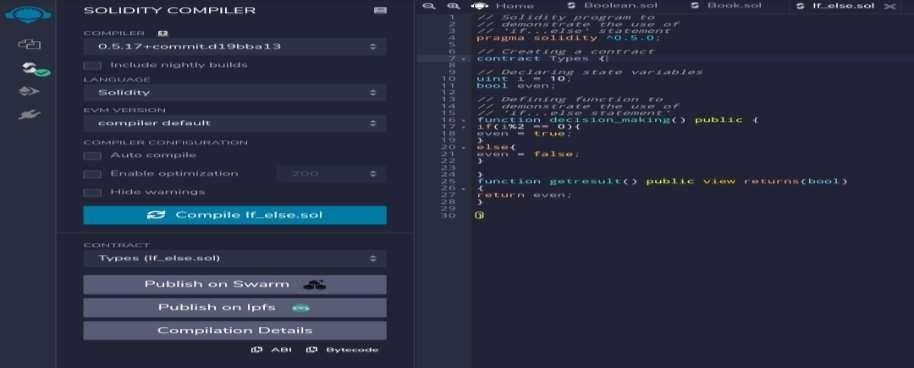 SOLIDITY COMPILER
COMPILER
0.5.17+commit.d19bba13
Include nightly builds
LANGUAGE
Solidity
EVM VERSION
compiler default
COMPILER CONFIGURATION
Auto compile
Enable optimization 200
Hide warnings
Compile If_else.sol
CONTRACT
Types (If_else.sol)
Publish on Swarm
Publish on Ipfs
Compilation Details
ABI Bytecode
Home Boolean.sol Book.sol If_else.sol
1 // Solidity program to
2 // demonstrate the use of
3 // 'if...else' statement
4 pragma solidity ^0.5.0;
5
6 // Creating a contract
7 contract Types {
8
9 // Declaring state variables
10 uint i = 10;
11 bool even;
12
13 // Defining function to
14 // demonstrate the use of
15 // 'if...else statement'
16 function decision_making() public {
17 if(i%2 == 0){
18 even = true;
19 }
20 else{
21 even = false;
22 }
23
24 }
25 function getresult() public view returns(bool)
26 {
27 return even;
28 }
29
30 }